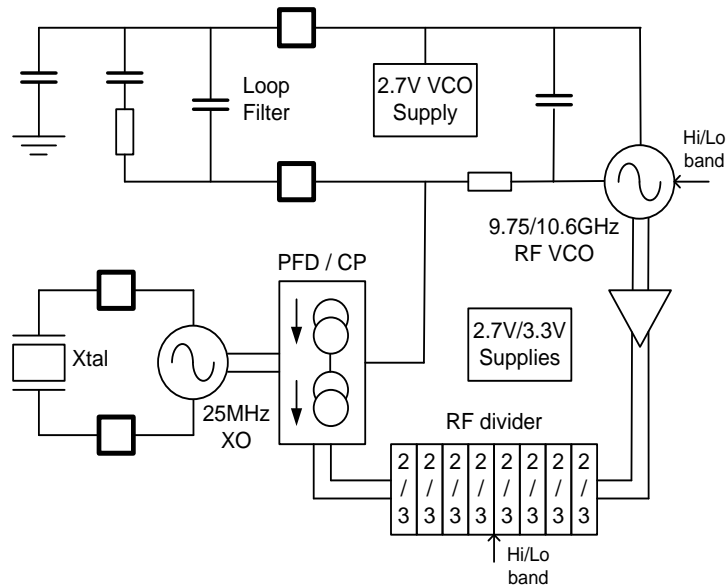 Loop
Filter
2.7V VCO
Supply
Hi/Lo
band
9.75/10.6GHz
RF VCO
PFD / CP
2.7V/3.3V
Supplies
Xtal
25MHz
XO
RF divider
2 2 2 2 2 2 2 2
/ / / / / / / /
3 3 3 3 3 3 3 3
Hi/Lo
band